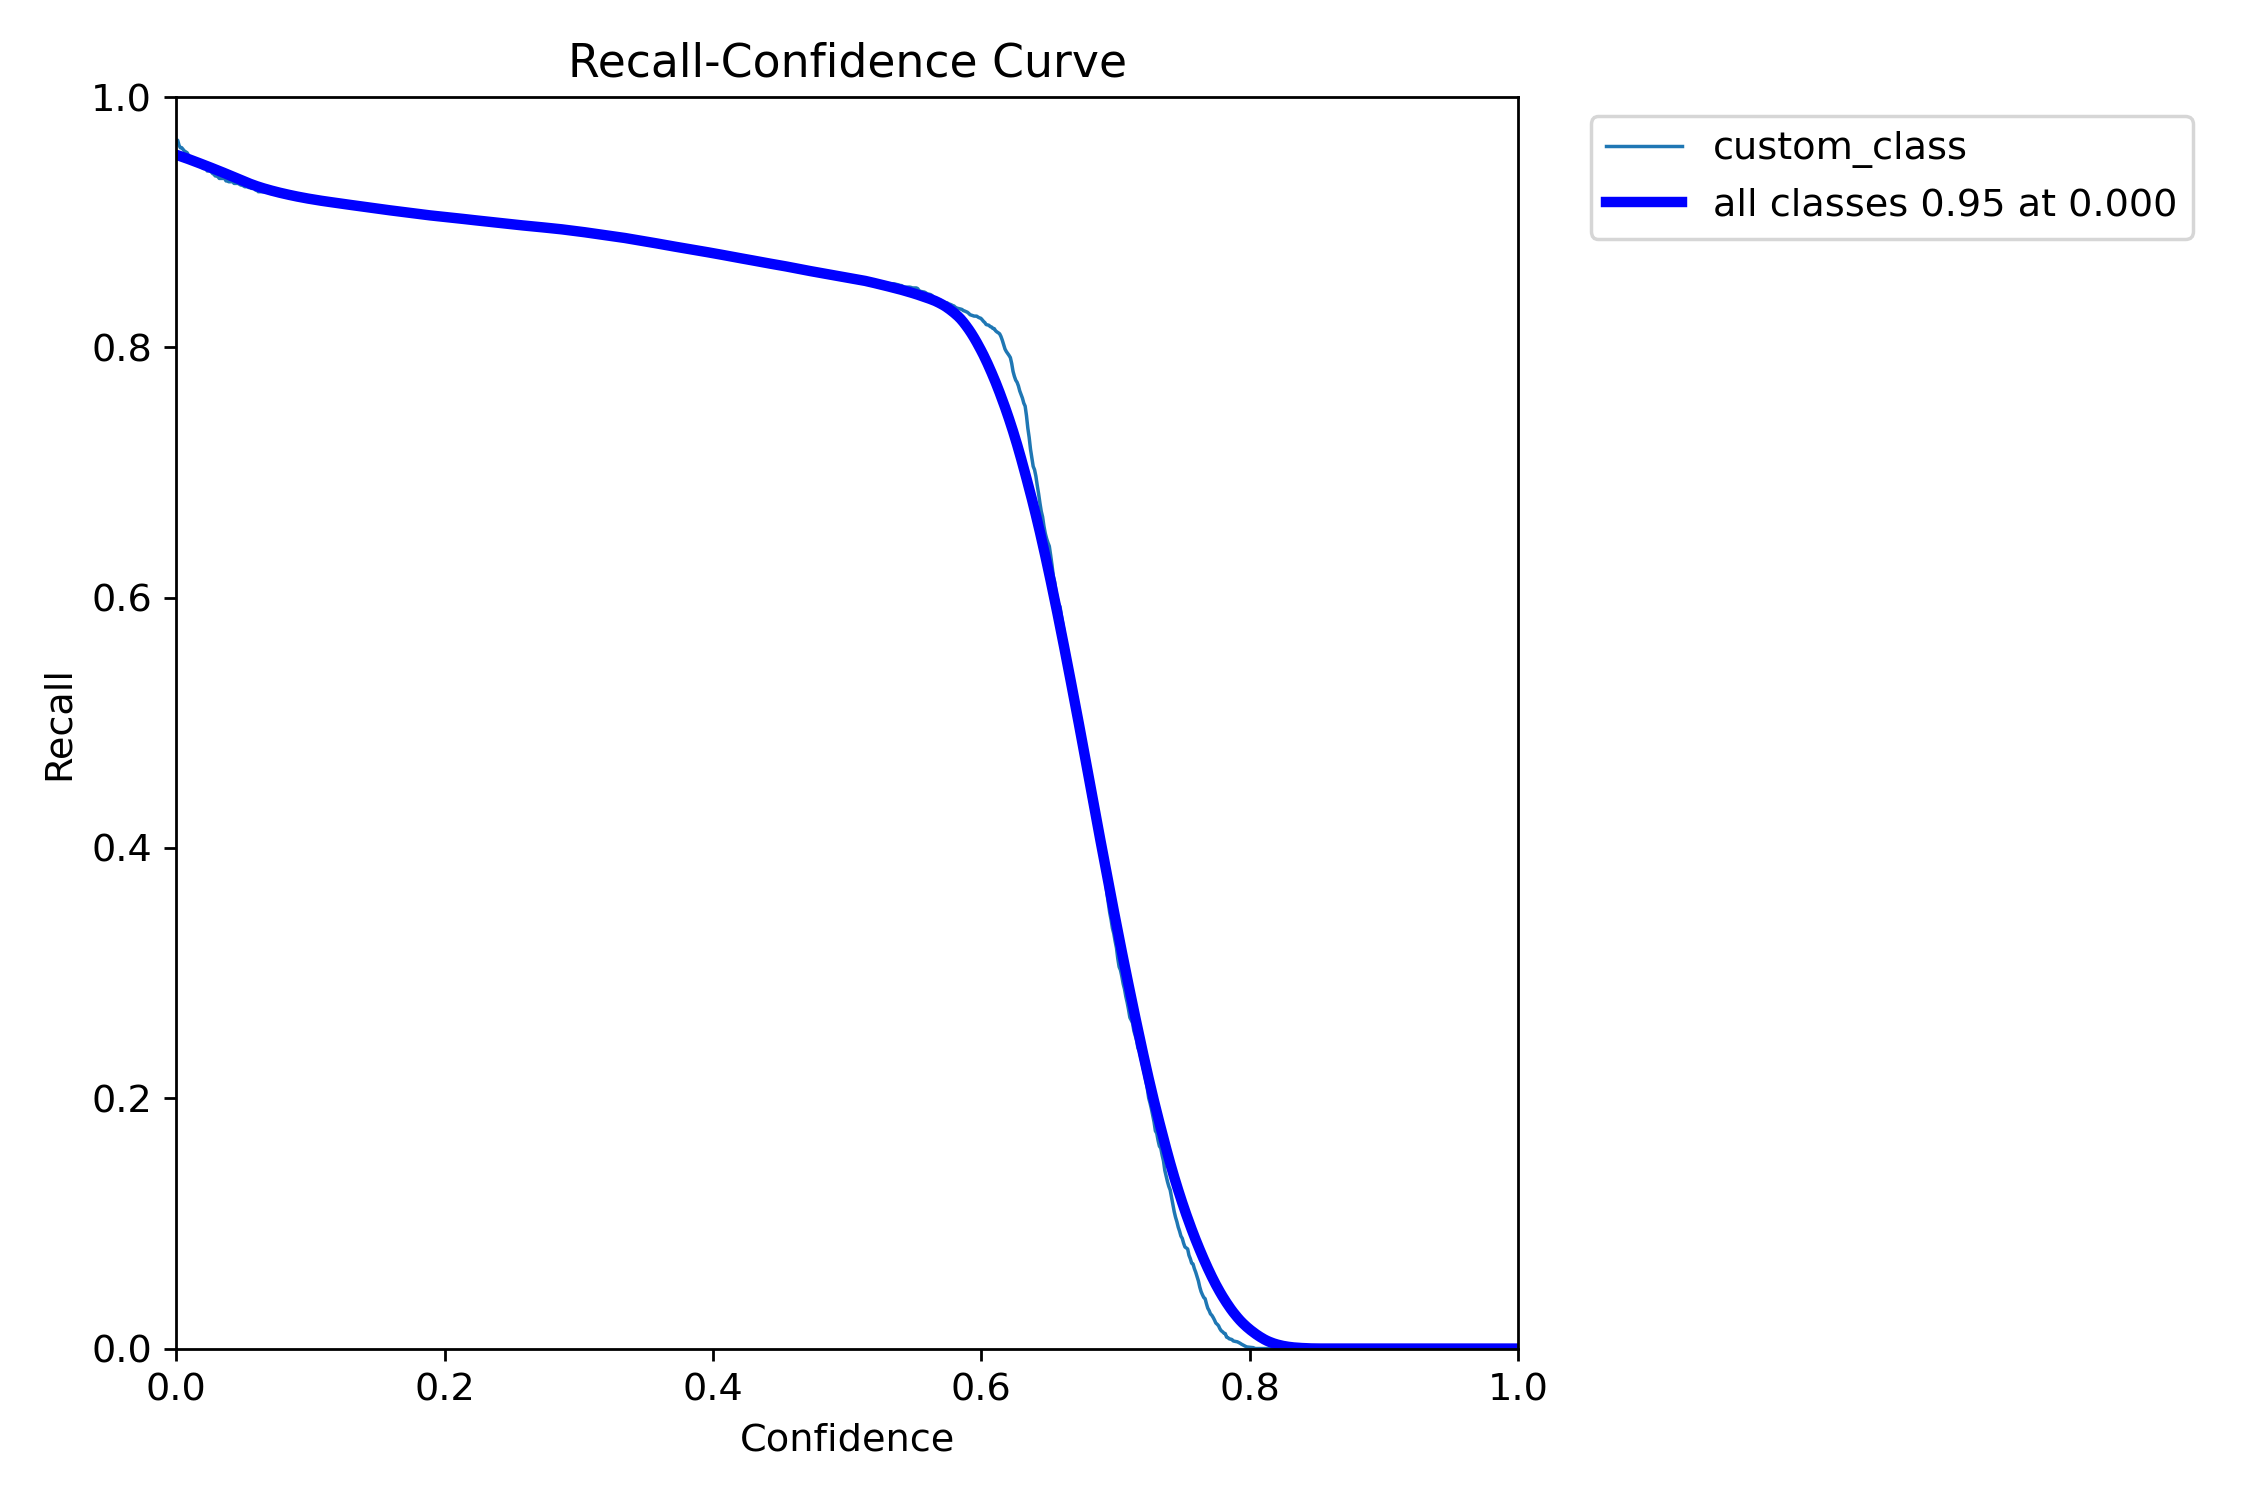 Recall-Confidence Curve
1.0
0.8
0.6
0.4
0.2
0.0
Recall
0.0 0.2 0.4 0.6 0.8 1.0
Confidence
custom_class
all classes 0.95 at 0.000